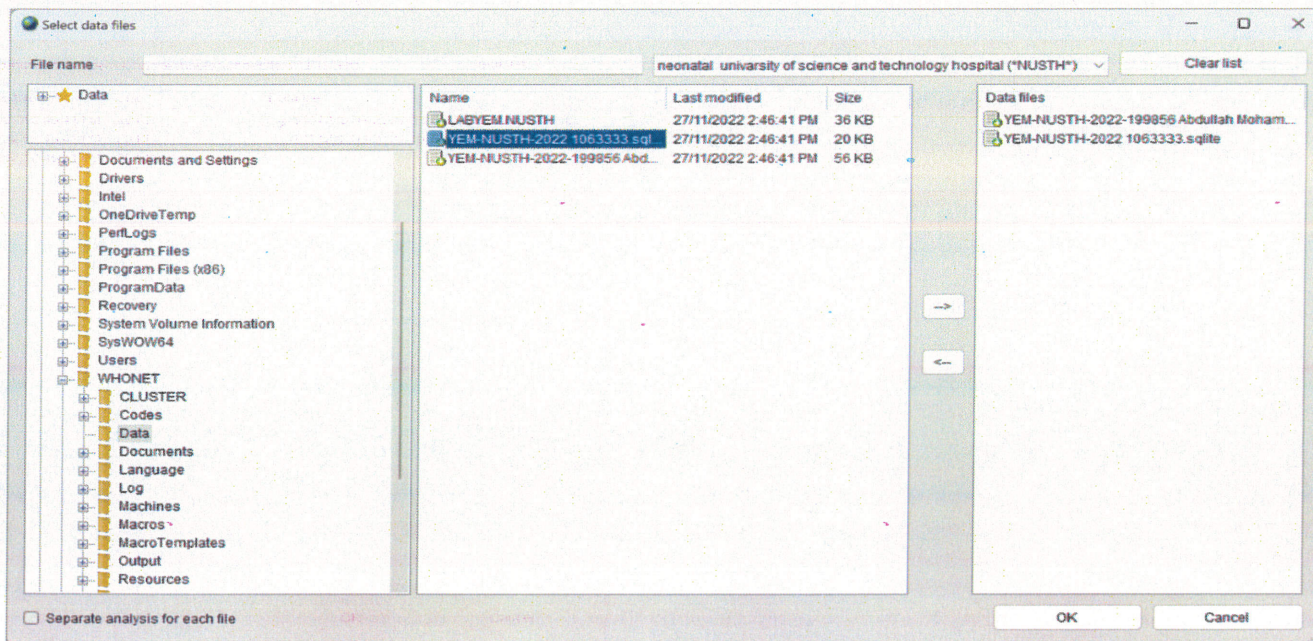 Select data files
File name
neonatal univarsity of science and technology hospital ("NUSTH*)
Clear list
Data
Documents and Settings
Drivers
Intel
OneDriveTemp
PerfLogs
Program Files
Program Files (x86)
ProgramData
Recovery
System Volume Information
SysWOW64
Users
WHONET
CLUSTER
Codes
Data
Documents
Language
Log
Machines
Macros
MacroTemplates
Output
Resources
Name Last modified Size
LABYEM.NUSTH 27/11/2022 2:46:41 PM 36 KB
YEM-NUSTH-2022 1063333.sql... 27/11/2022 2:46:41 PM 20 KB
YEM-NUSTH-2022-199856 Abd... 27/11/2022 2:46:41 PM 56 KB
-->
<--
Data files
YEM-NUSTH-2022-199856 Abdullah Moham...
YEM-NUSTH-2022 1063333.sqlite
Separate analysis for each file
OK
Cancel